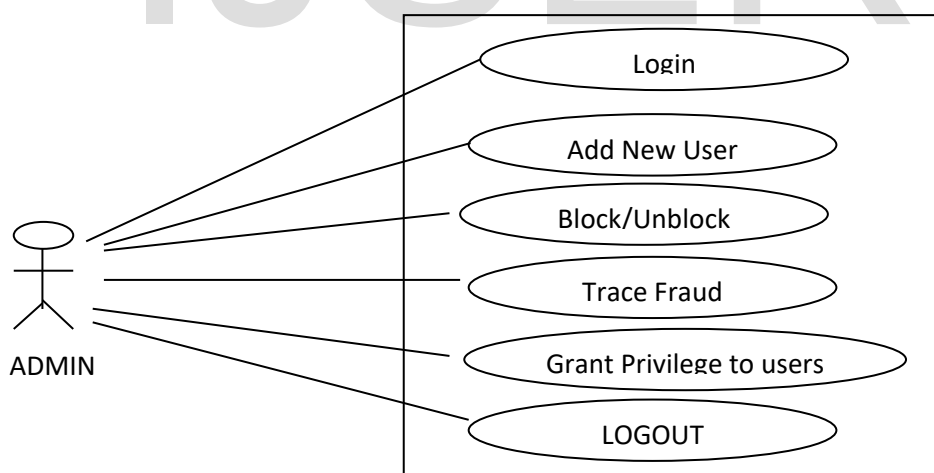 Login
Add New User
Block/Unblock
Trace Fraud
ADMIN
Grant Privilege to users
LOGOUT